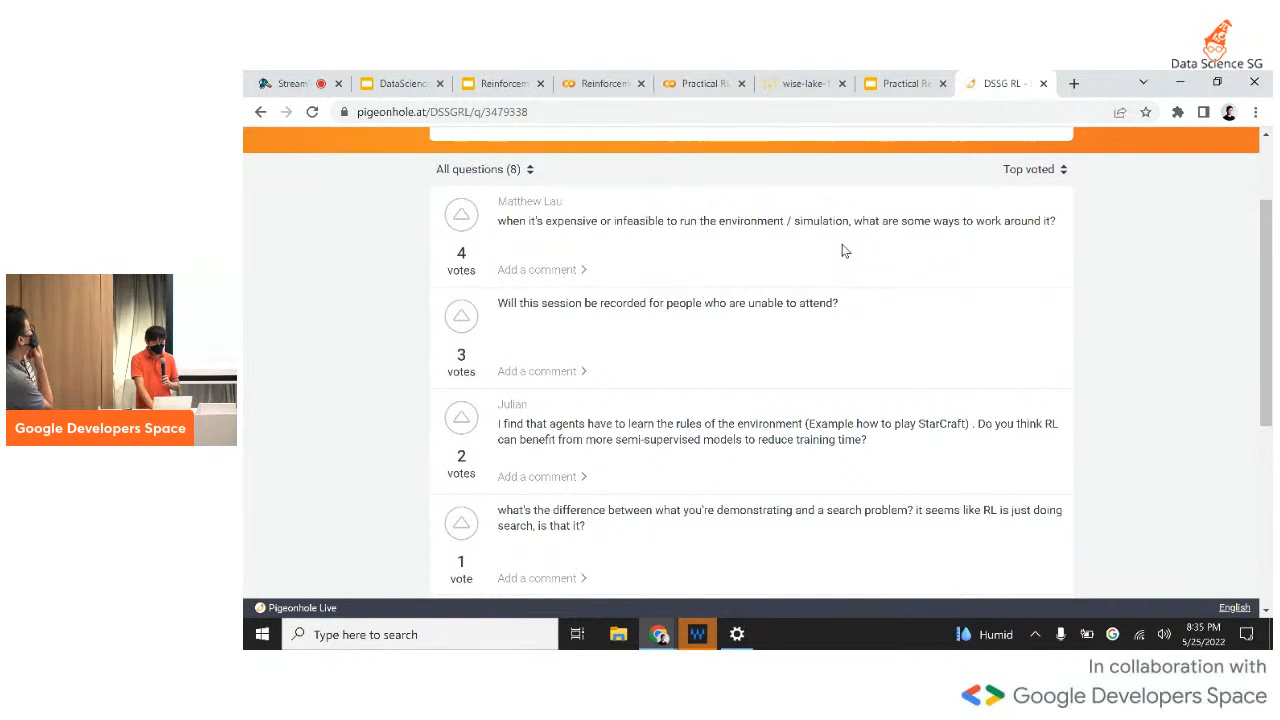 Data Science SG
Stream
DataScience
Reinforcem
Reinforcem
Practical RL
wise-lake-1
Practical Re
DSSG RL -
pigeonhole.at/DSSGRL/q/3479338
All questions (8)
Top voted
Matthew Lau
when it's expensive or infeasible to run the environment / simulation, what are some ways to work around it?
4
votes
Add a comment
Will this session be recorded for people who are unable to attend?
3
votes
Add a comment
Julian
I find that agents have to learn the rules of the environment (Example how to play StarCraft) . Do you think RL
can benefit from more semi-supervised models to reduce training time?
2
votes
Add a comment
what's the difference between what you're demonstrating and a search problem? it seems like RL is just doing
search, is that it?
1
vote
Add a comment
Google Developers Space
Pigeonhole Live
English
Type here to search
Humid
8:35 PM
5/25/2022
In collaboration with
Google Developers Space